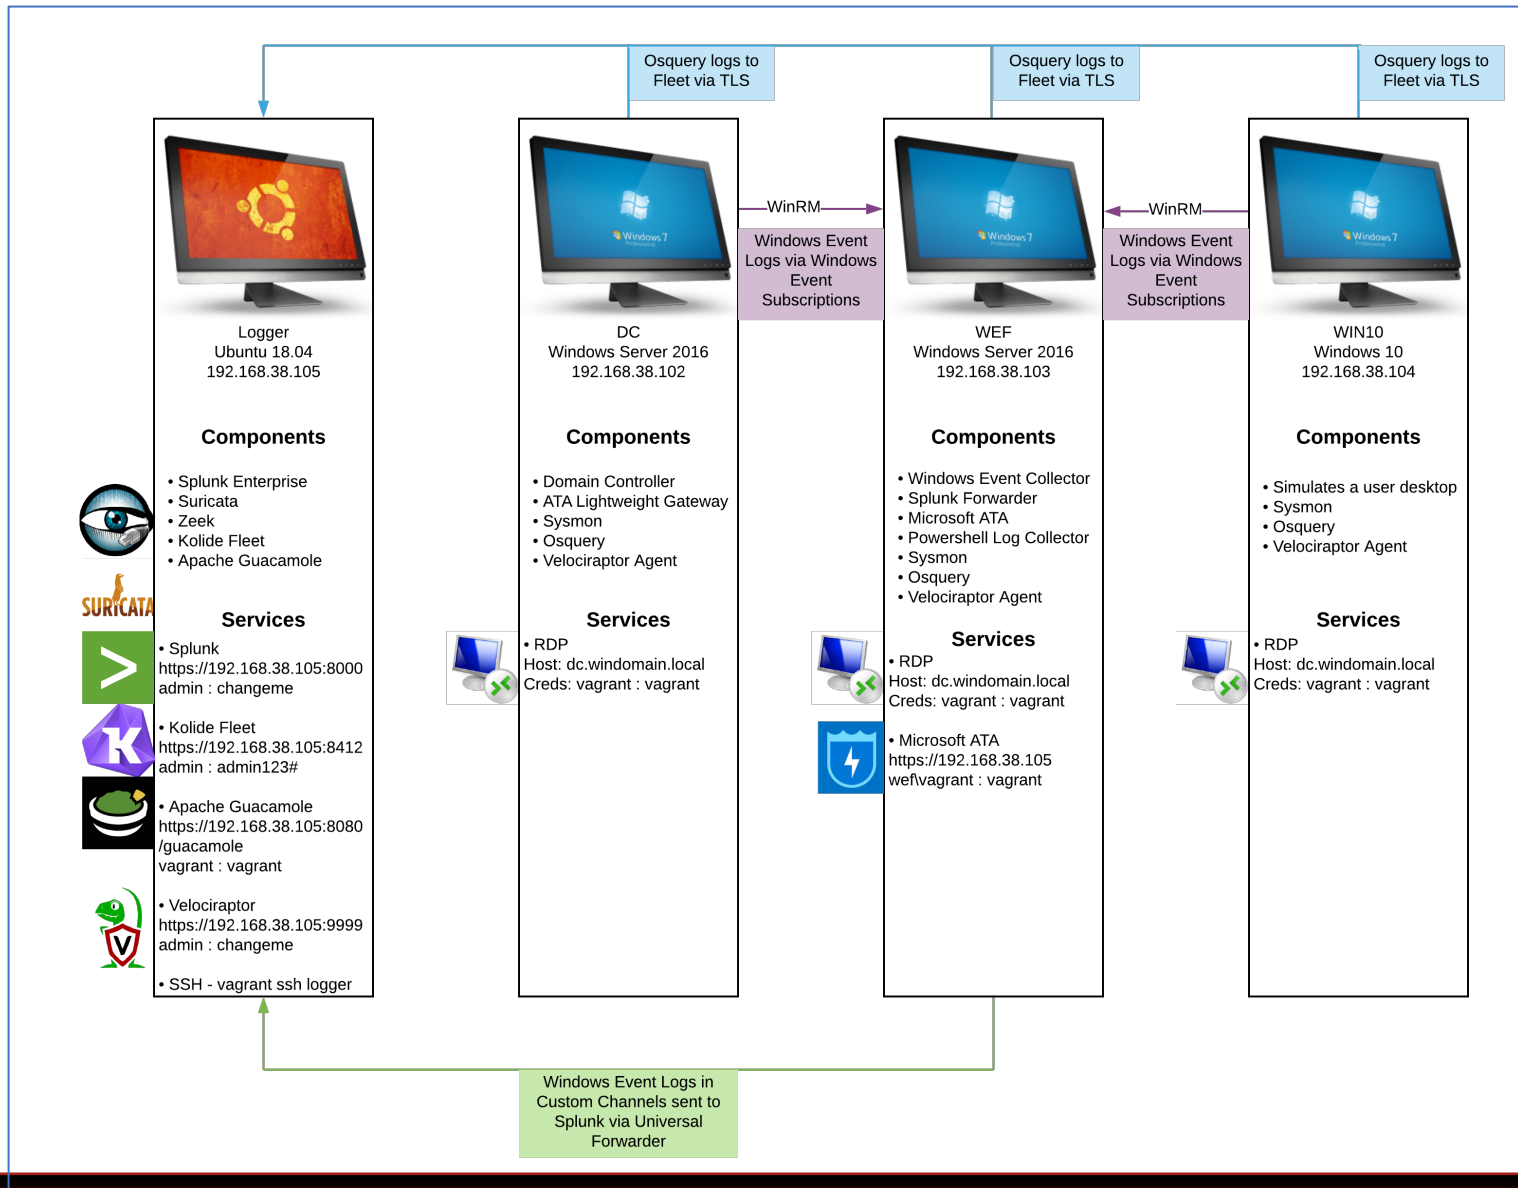 Osquery logs to
Fleet via TLS
Osquery logs to
Fleet via TLS
Osquery logs to
Fleet via TLS
Windows 7
Professional
Windows 7
Professional
Windows 7
Professional
WinRM
Windows Event
Logs via Windows
Event
Subscriptions
WinRM
Windows Event
Logs via Windows
Event
Subscriptions
Logger
Ubuntu 18.04
192.168.38.105
Components
• Splunk Enterprise
• Suricata
• Zeek
• Kolide Fleet
• Apache Guacamole
SURICATA
Services
• Splunk
https://192.168.38.105:8000
admin : changeme
>
• Kolide Fleet
https://192.168.38.105:8412
admin : admin123#
K
• Apache Guacamole
https://192.168.38.105:8080
/guacamole
vagrant : vagrant
• Velociraptor
https://192.168.38.105:9999
admin : changeme
V
• SSH - vagrant ssh logger
DC
Windows Server 2016
192.168.38.102
Components
• Domain Controller
• ATA Lightweight Gateway
• Sysmon
• Osquery
• Velociraptor Agent
Services
• RDP
Host: dc.windomain.local
Creds: vagrant : vagrant
WEF
Windows Server 2016
192.168.38.103
Components
• Windows Event Collector
• Splunk Forwarder
• Microsoft ATA
• Powershell Log Collector
• Sysmon
• Osquery
• Velociraptor Agent
Services
• RDP
Host: dc.windomain.local
Creds: vagrant : vagrant
• Microsoft ATA
https://192.168.38.105
wef\vagrant : vagrant
WIN10
Windows 10
192.168.38.104
Components
• Simulates a user desktop
• Sysmon
• Osquery
• Velociraptor Agent
Services
• RDP
Host: dc.windomain.local
Creds: vagrant : vagrant
Windows Event Logs in
Custom Channels sent to
Splunk via Universal
Forwarder